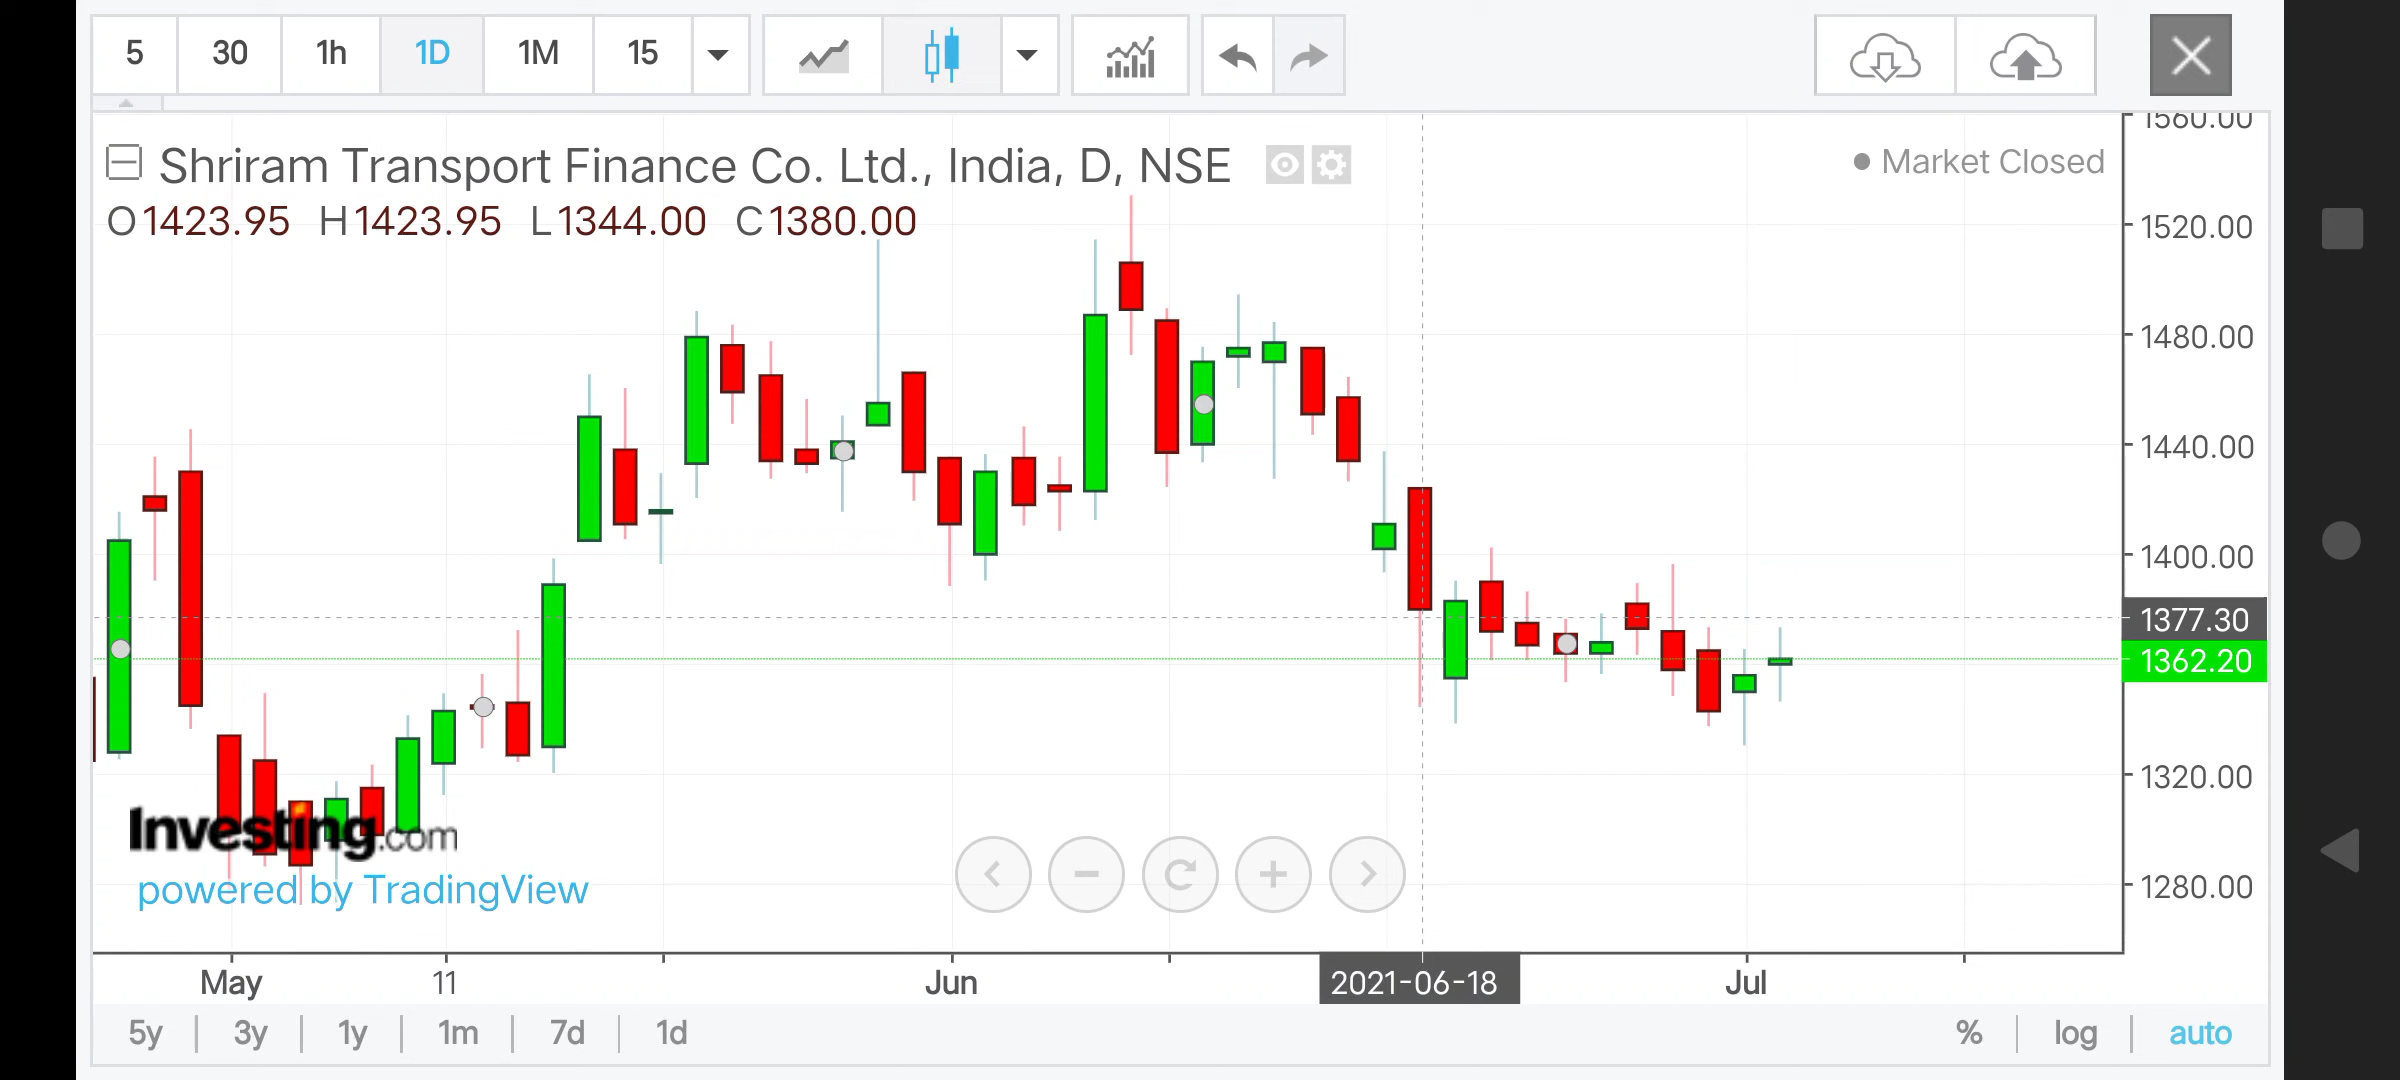 5 30 1h 1D 1M 15
Shriram Transport Finance Co. Ltd., India, D, NSE
Market Closed
O1423.95 H1423.95 L1344.00 C1380.00
1560.00
1520.00
1480.00
1440.00
1400.00
1377.30
1362.20
1320.00
1280.00
Investing.com
powered by TradingView
May 11 Jun 2021-06-18 Jul
5y | 3y | 1y | 1m | 7d | 1d
% | log | auto